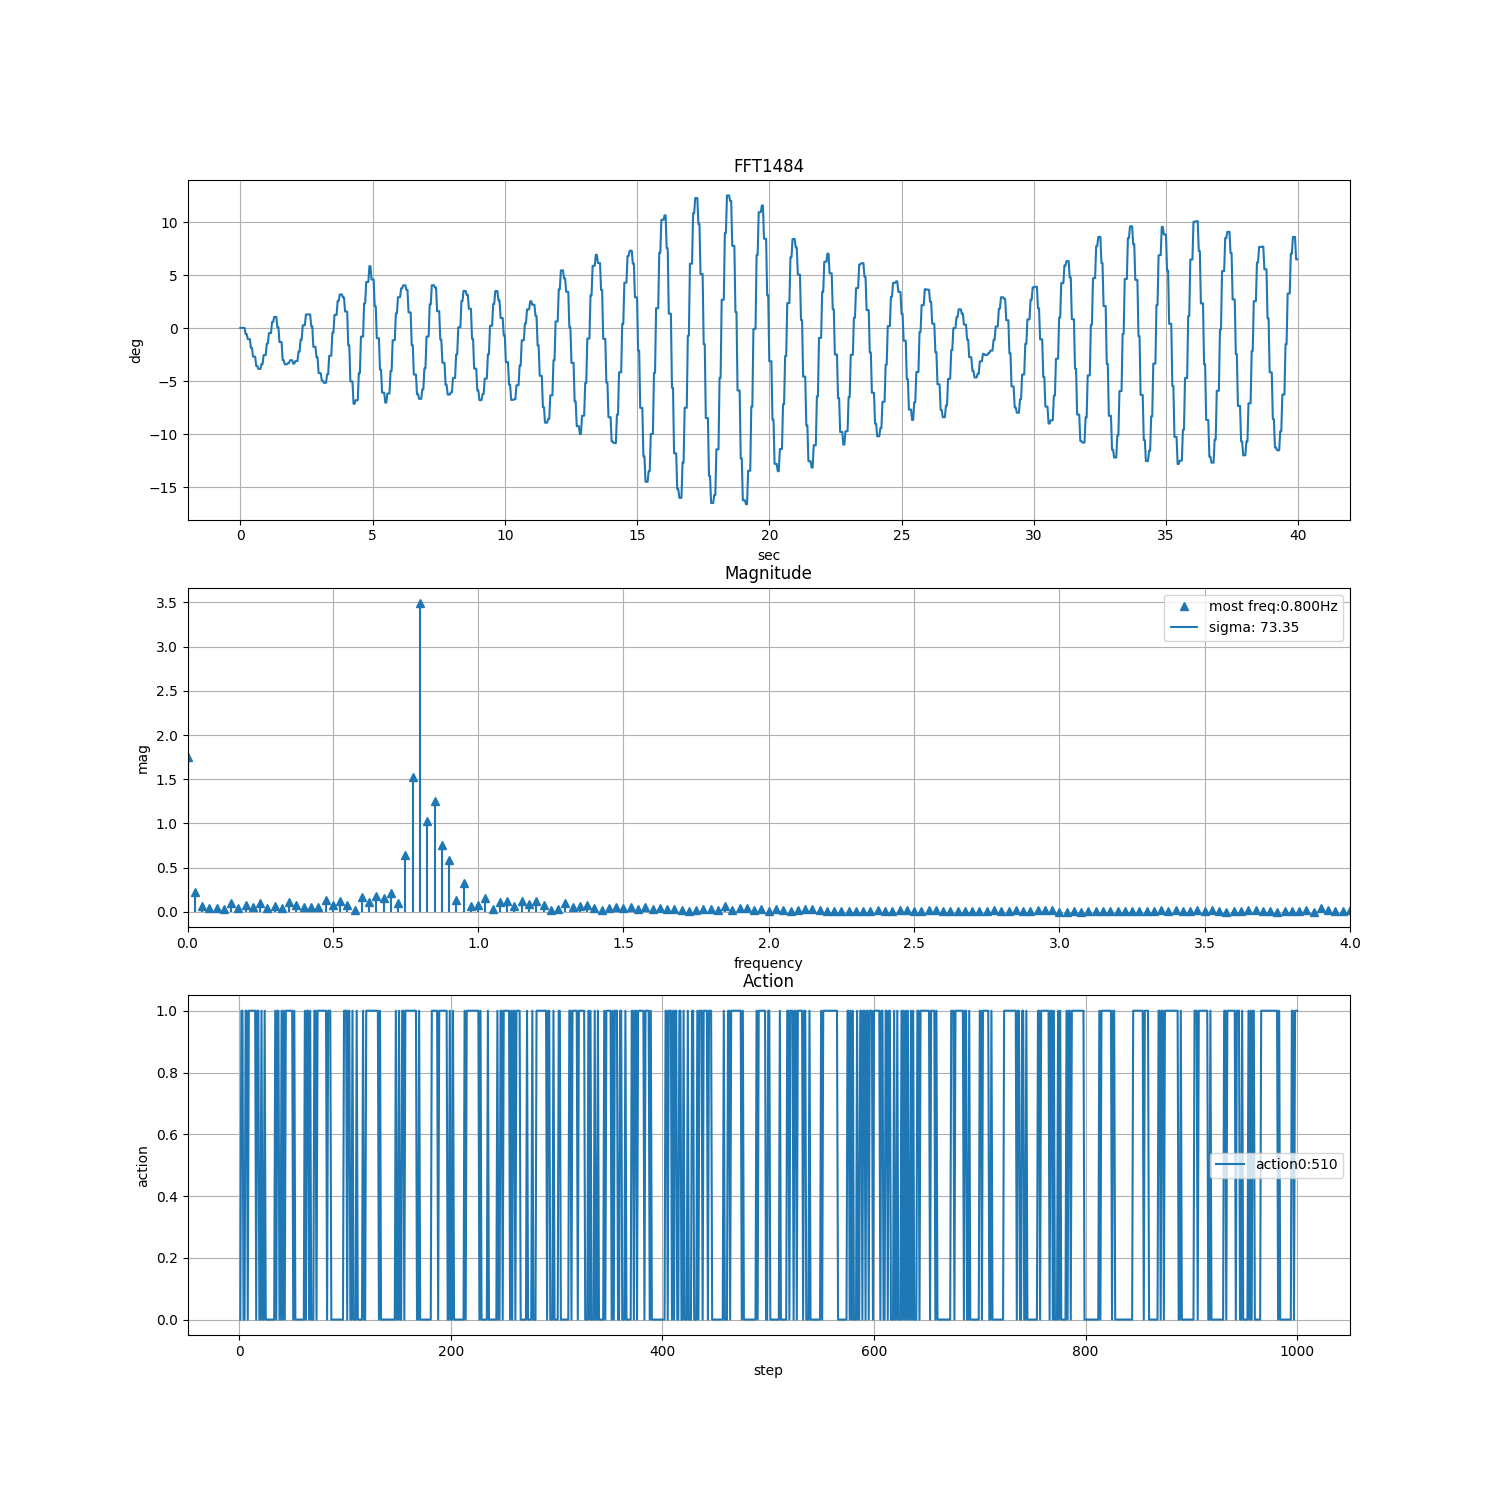 FFT1484
10
5
0
−5
−10
−15
deg
0 5 10 15 20 25 30 35 40
sec
Magnitude
3.5
3.0
2.5
2.0
1.5
1.0
0.5
0.0
mag
most freq:0.800Hz
sigma: 73.35
0.0 0.5 1.0 1.5 2.0 2.5 3.0 3.5 4.0
frequency
Action
1.0
0.8
0.6
0.4
0.2
0.0
action
action0:510
0 200 400 600 800 1000
step